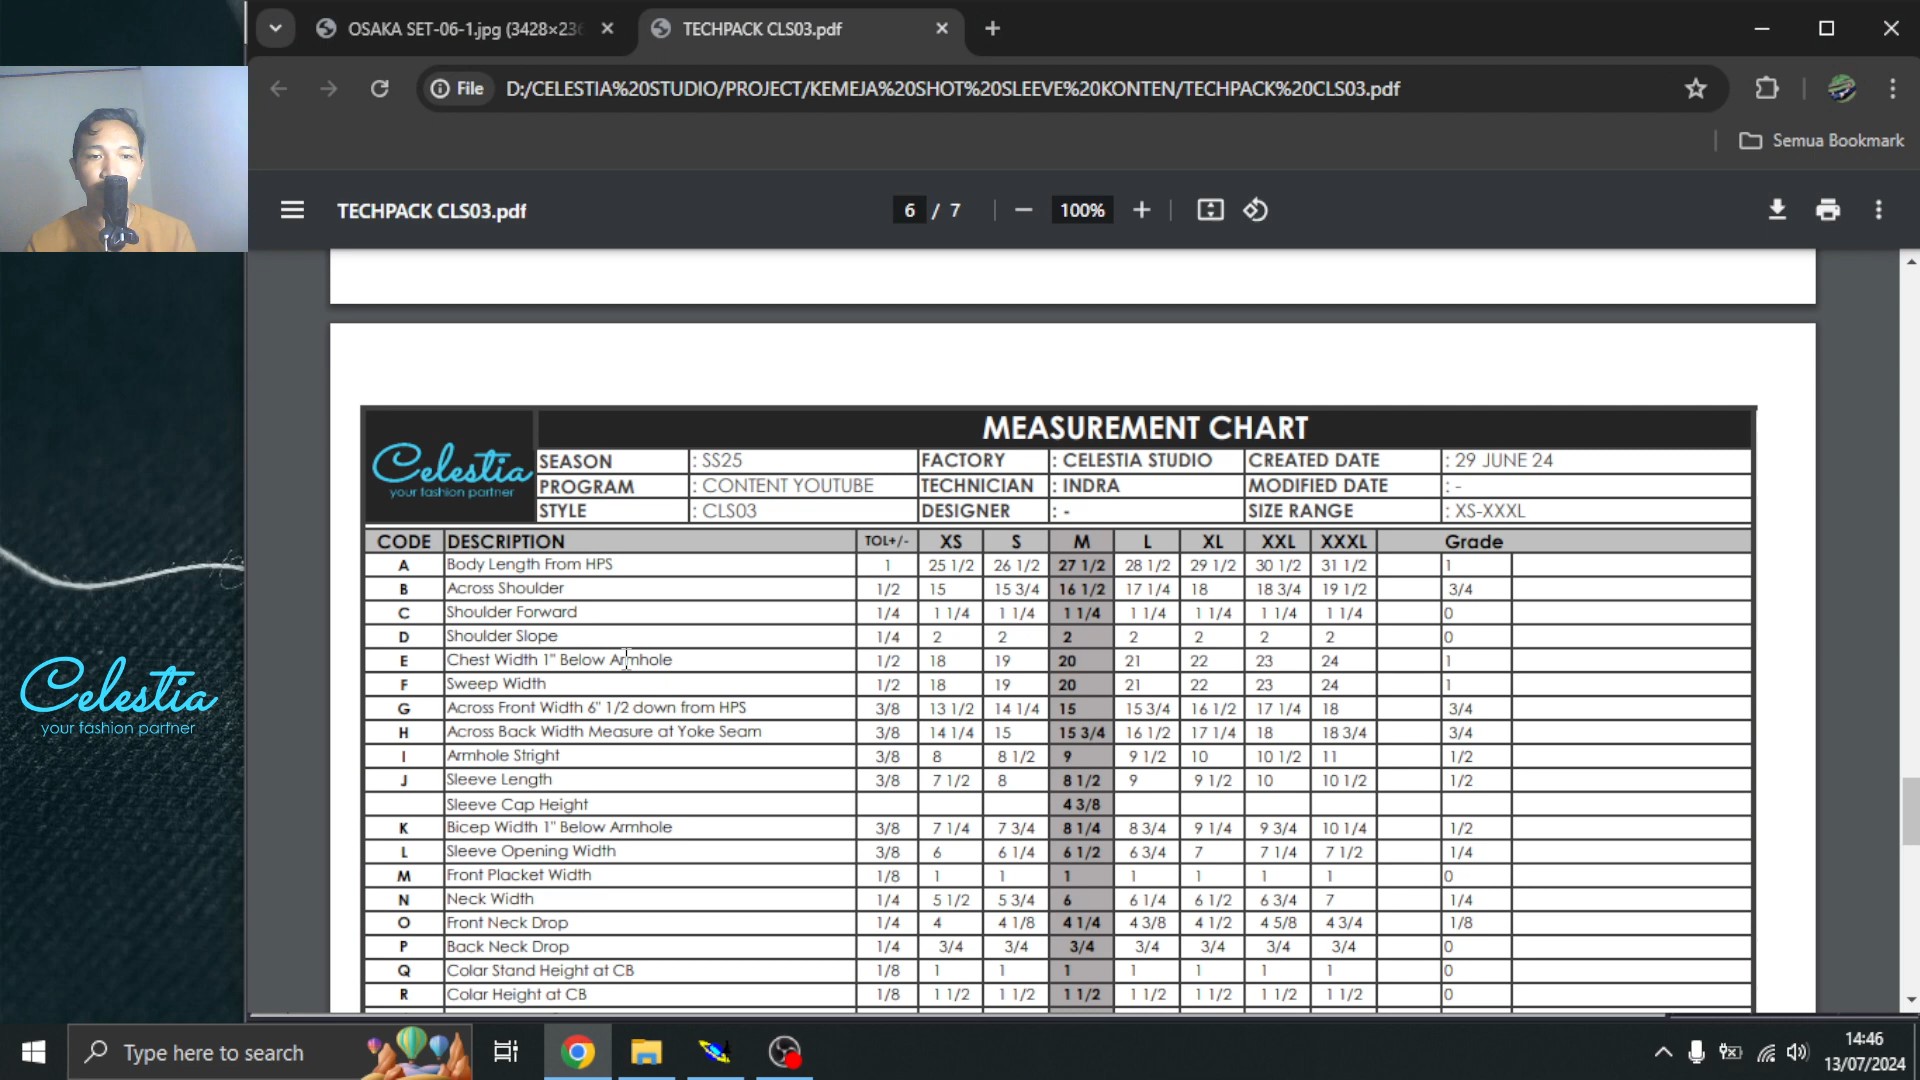 OSAKA SET-06-1.jpg (3428×236
TECHPACK CLS03.pdf
File
D:/CELESTIA%20STUDIO/PROJECT/KEMEJA%20SHOT%20SLEEVE%20KONTEN/TECHPACK%20CLS03.pdf
Semua Bookmark
TECHPACK CLS03.pdf
6 / 7
100%
Celestia
your fashion partner
MEASUREMENT CHART
SEASON : SS25 FACTORY : CELESTIA STUDIO CREATED DATE : 29 JUNE 24
PROGRAM : CONTENT YOUTUBE TECHNICIAN : INDRA MODIFIED DATE : -
STYLE : CLS03 DESIGNER : - SIZE RANGE : XS-XXXL
CODE DESCRIPTION TOL+/- XS S M L XL XXL XXXL Grade
A Body Length From HPS 1 25 1/2 26 1/2 27 1/2 28 1/2 29 1/2 30 1/2 31 1/2 1
B Across Shoulder 1/2 15 15 3/4 16 1/2 17 1/4 18 18 3/4 19 1/2 3/4
C Shoulder Forward 1/4 1 1/4 1 1/4 1 1/4 1 1/4 1 1/4 1 1/4 1 1/4 0
D Shoulder Slope 1/4 2 2 2 2 2 2 2 0
E Chest Width 1" Below Armhole 1/2 18 19 20 21 22 23 24 1
F Sweep Width 1/2 18 19 20 21 22 23 24 1
G Across Front Width 6" 1/2 down from HPS 3/8 13 1/2 14 1/4 15 15 3/4 16 1/2 17 1/4 18 3/4
H Across Back Width Measure at Yoke Seam 3/8 14 1/4 15 15 3/4 16 1/2 17 1/4 18 18 3/4 3/4
I Armhole Stright 3/8 8 8 1/2 9 9 1/2 10 10 1/2 11 1/2
J Sleeve Length 3/8 7 1/2 8 8 1/2 9 9 1/2 10 10 1/2 1/2
Sleeve Cap Height 4 3/8
K Bicep Width 1" Below Armhole 3/8 7 1/4 7 3/4 8 1/4 8 3/4 9 1/4 9 3/4 10 1/4 1/2
L Sleeve Opening Width 3/8 6 6 1/4 6 1/2 6 3/4 7 7 1/4 7 1/2 1/4
M Front Placket Width 1/8 1 1 1 1 1 1 1 0
N Neck Width 1/4 5 1/2 5 3/4 6 6 1/4 6 1/2 6 3/4 7 1/4
O Front Neck Drop 1/4 4 4 1/8 4 1/4 4 3/8 4 1/2 4 5/8 4 3/4 1/8
P Back Neck Drop 1/4 3/4 3/4 3/4 3/4 3/4 3/4 3/4 0
Q Colar Stand Height at CB 1/8 1 1 1 1 1 1 1 0
R Colar Height at CB 1/8 1 1/2 1 1/2 1 1/2 1 1/2 1 1/2 1 1/2 1 1/2 0
Celestia
your fashion partner
Type here to search
14:46
13/07/2024